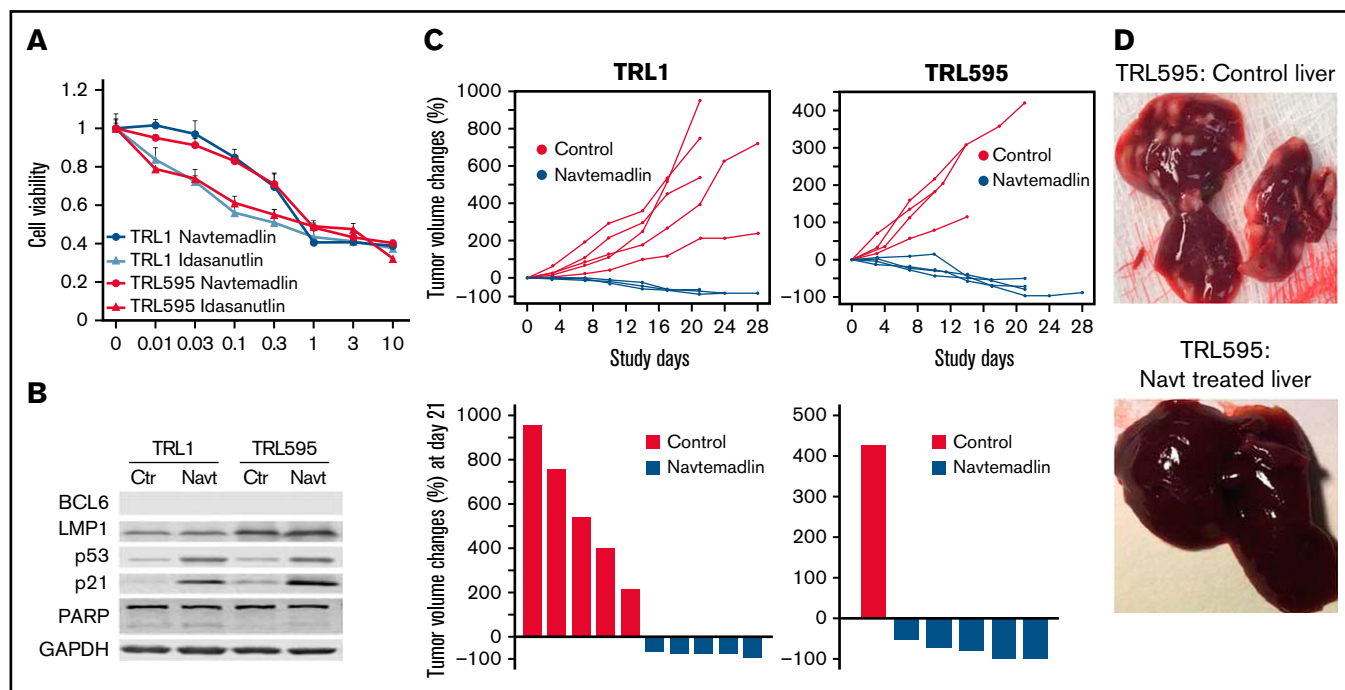 A
Cell viability
1.2
1
0.8
0.6
0.4
0.2
0
TRL1 Navtemadlin
TRL1 Idasanutlin
TRL595 Navtemadlin
TRL595 Idasanutlin
0 0.01 0.03 0.1 0.3 1 3 10
B
TRL1 TRL595
Ctr Navt Ctr Navt
BCL6
LMP1
p53
p21
PARP
GAPDH
C
TRL1
Tumor volume changes (%)
1000
800
600
400
200
0
−100
Control
Navtemadlin
0 4 8 12 16 20 24 28
Study days
TRL595
400
300
200
100
0
−100
Control
Navtemadlin
0 4 8 13 16 21 24 28
Study days
Tumor volume changes (%) at day 21
1000
800
600
400
200
0
−100
Control
Navtemadlin
500
400
300
200
100
0
−100
Control
Navtemadlin
D
TRL595: Control liver
TRL595:
Navt treated liver